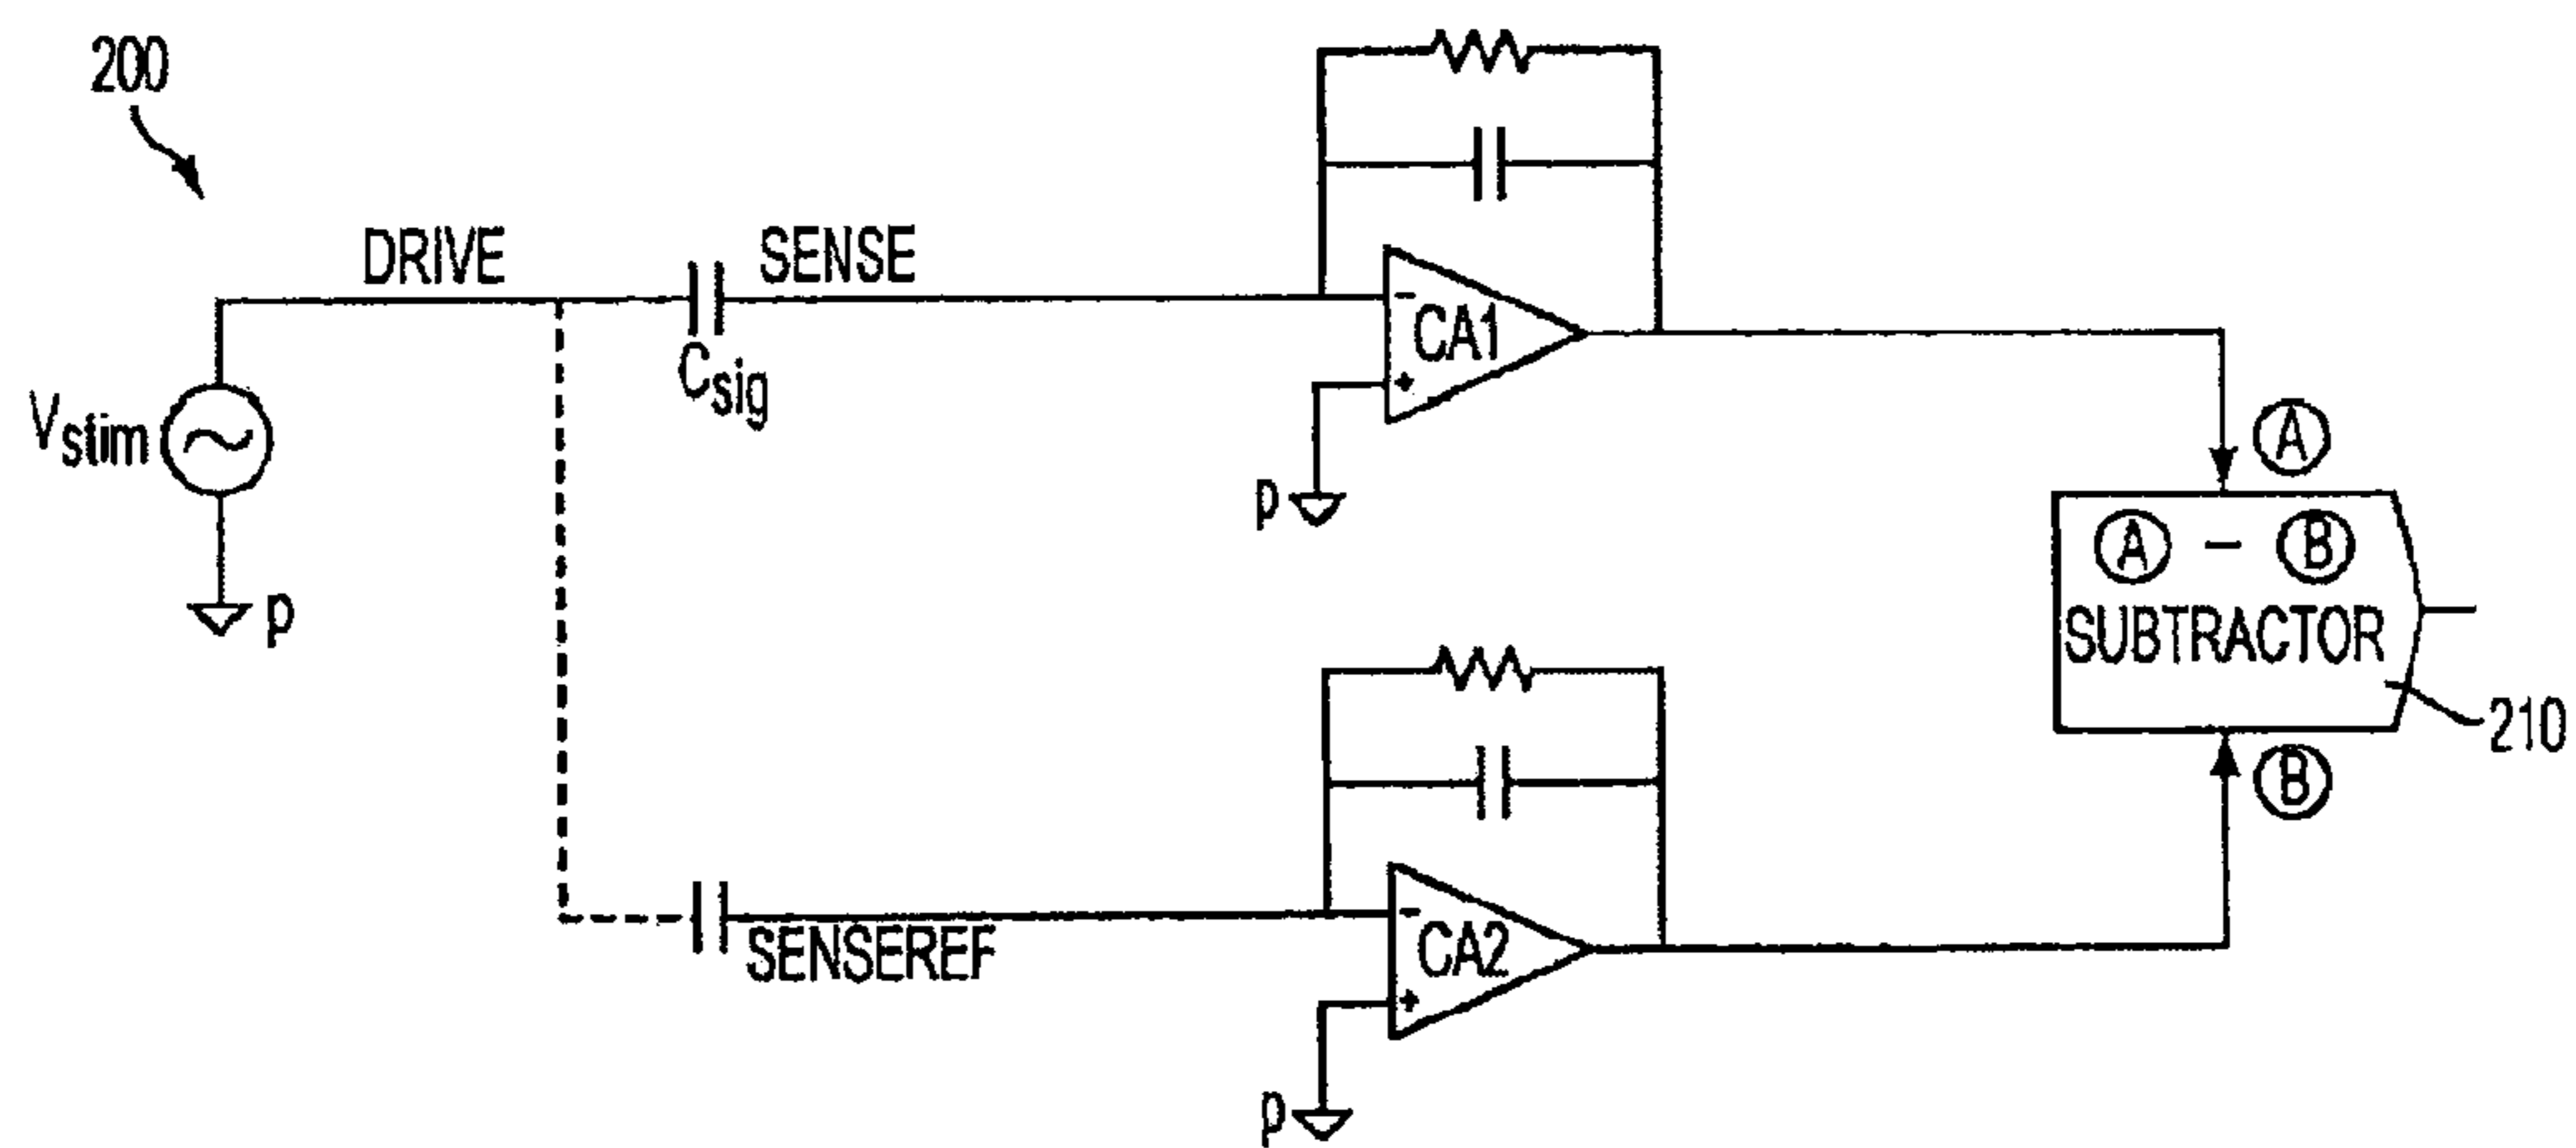 200
DRIVE
SENSE
Csig
Vstim
p
-
CA1
+
p
A
A - B
SUBTRACTOR
210
B
SENSEREF
-
CA2
+
p